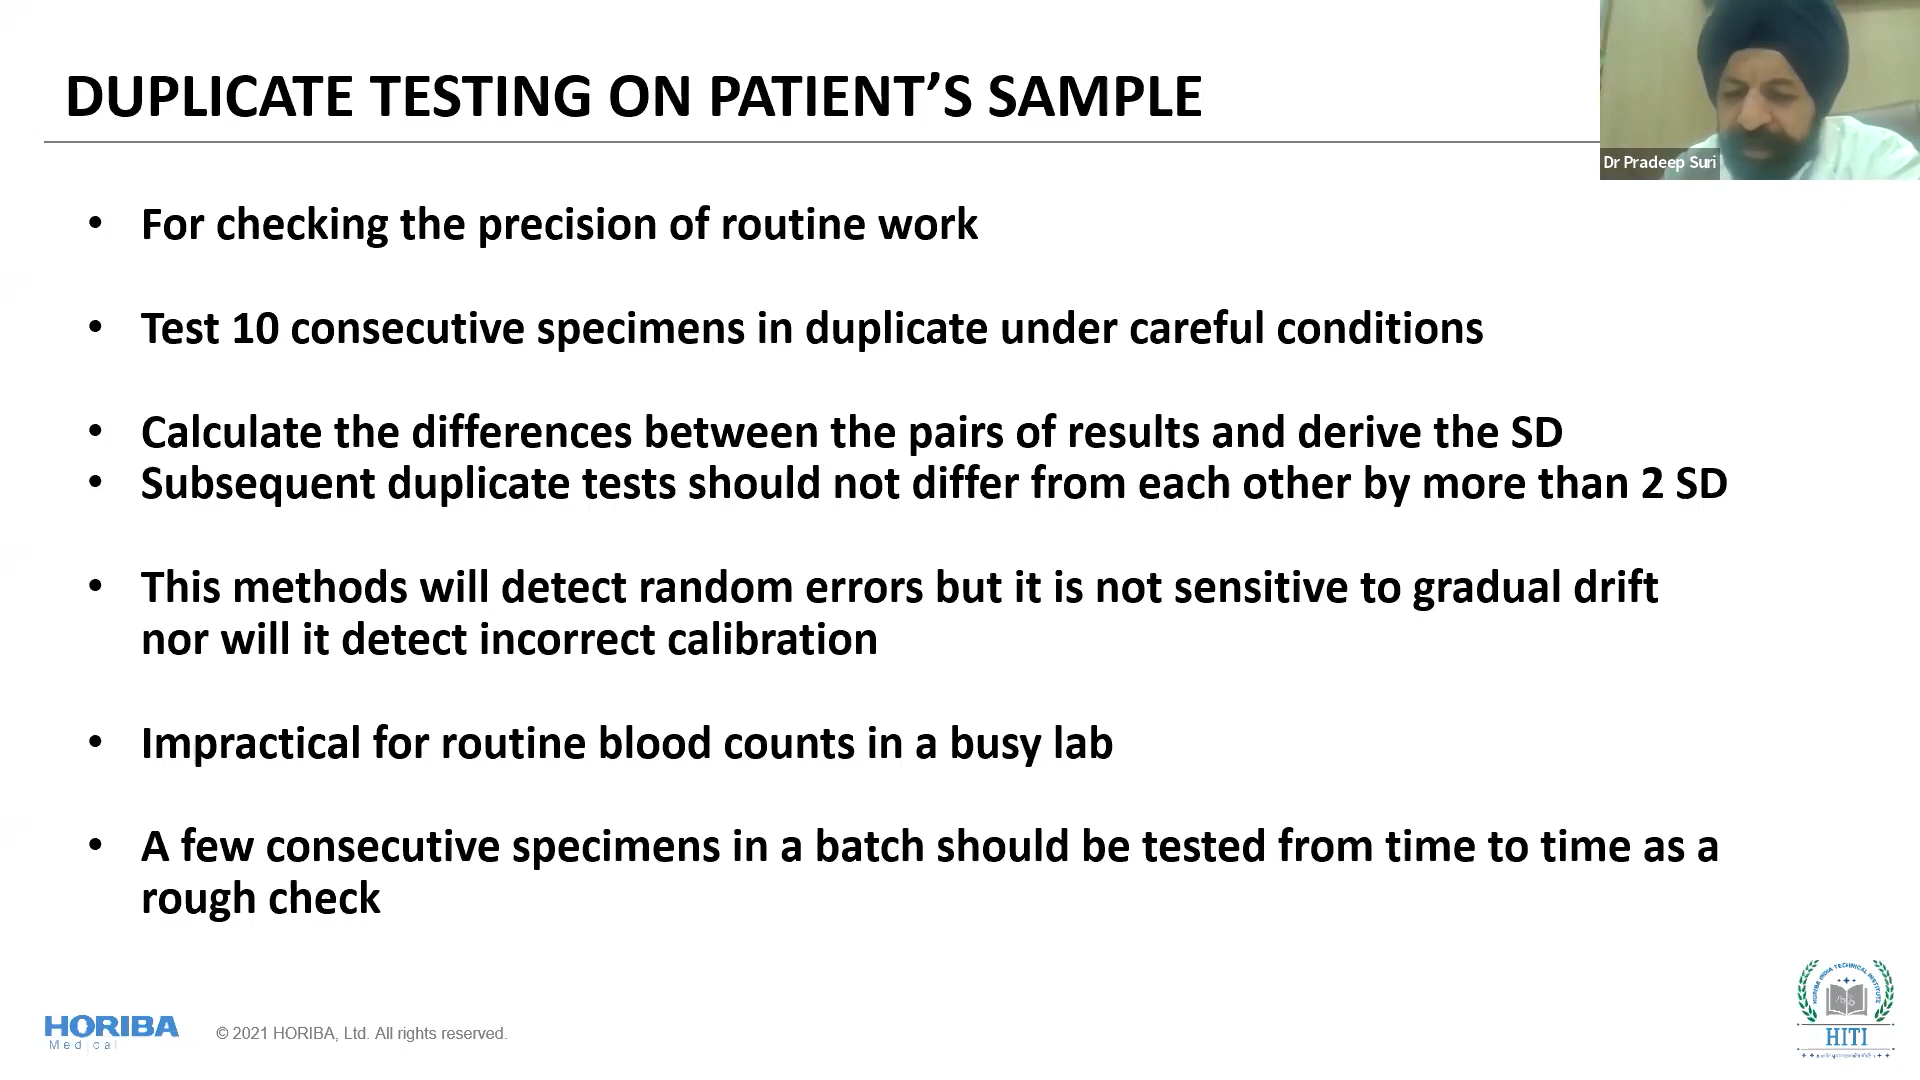 DUPLICATE TESTING ON PATIENT’S SAMPLE
Dr Pradeep Suri
• For checking the precision of routine work
• Test 10 consecutive specimens in duplicate under careful conditions
• Calculate the differences between the pairs of results and derive the SD
• Subsequent duplicate tests should not differ from each other by more than 2 SD
• This methods will detect random errors but it is not sensitive to gradual drift
nor will it detect incorrect calibration
• Impractical for routine blood counts in a busy lab
• A few consecutive specimens in a batch should be tested from time to time as a
rough check
HORIBA
Medical
© 2021 HORIBA, Ltd. All rights reserved.
HORIBA INDIA TECHNICAL INSTITUTE
HITI